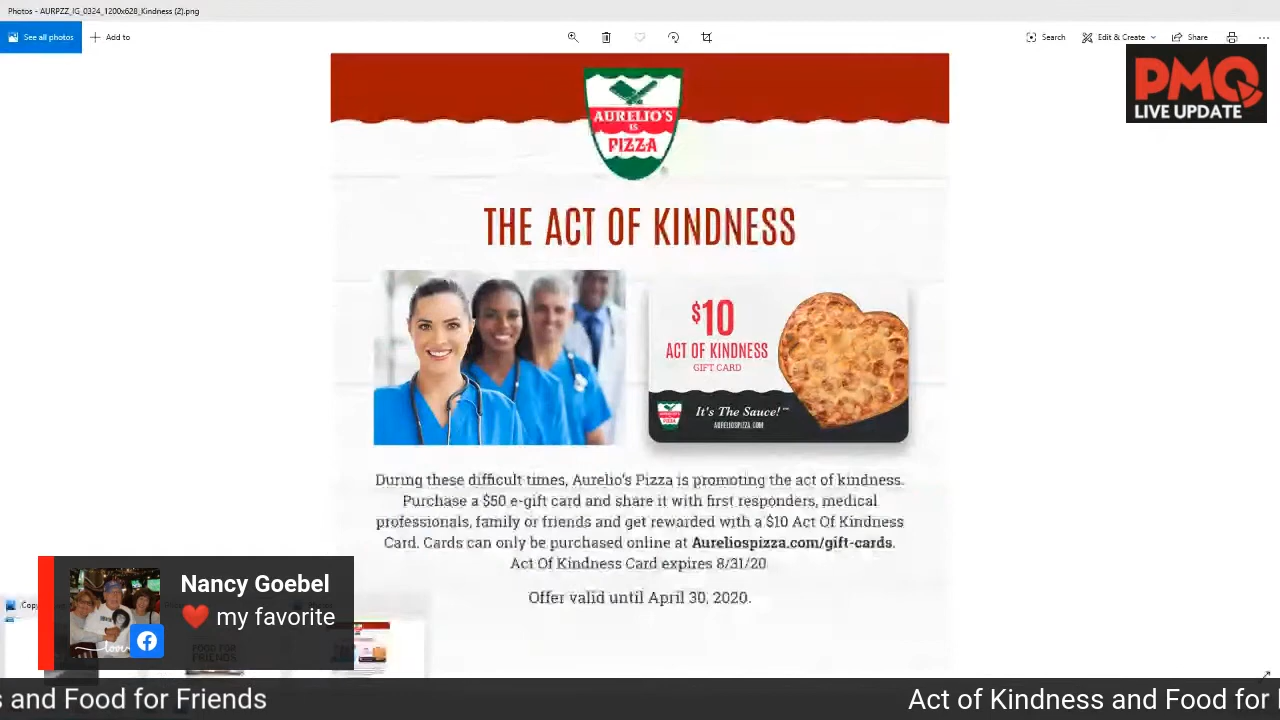 Photos - AURPZZ_IG_0324_1200x628_Kindness (2).png
See all photos
Add to
Search
Edit & Create
Share
PMQ
LIVE UPDATE
AURELIO'S
IS
PIZZA
THE ACT OF KINDNESS
$10
ACT OF KINDNESS
GIFT CARD
It's The Sauce!
AURELIOSPIZZA.COM
During these difficult times, Aurelio's Pizza is promoting the act of kindness.
Purchase a $50 e-gift card and share it with first responders, medical
professionals, family or friends and get rewarded with a $10 Act Of Kindness
Card. Cards can only be purchased online at Aureliospizza.com/gift-cards.
Act Of Kindness Card expires 8/31/20
Offer valid until April 30, 2020.
Nancy Goebel
❤️ my favorite
FOOD FOR
FRIENDS
s and Food for Friends
Act of Kindness and Food for